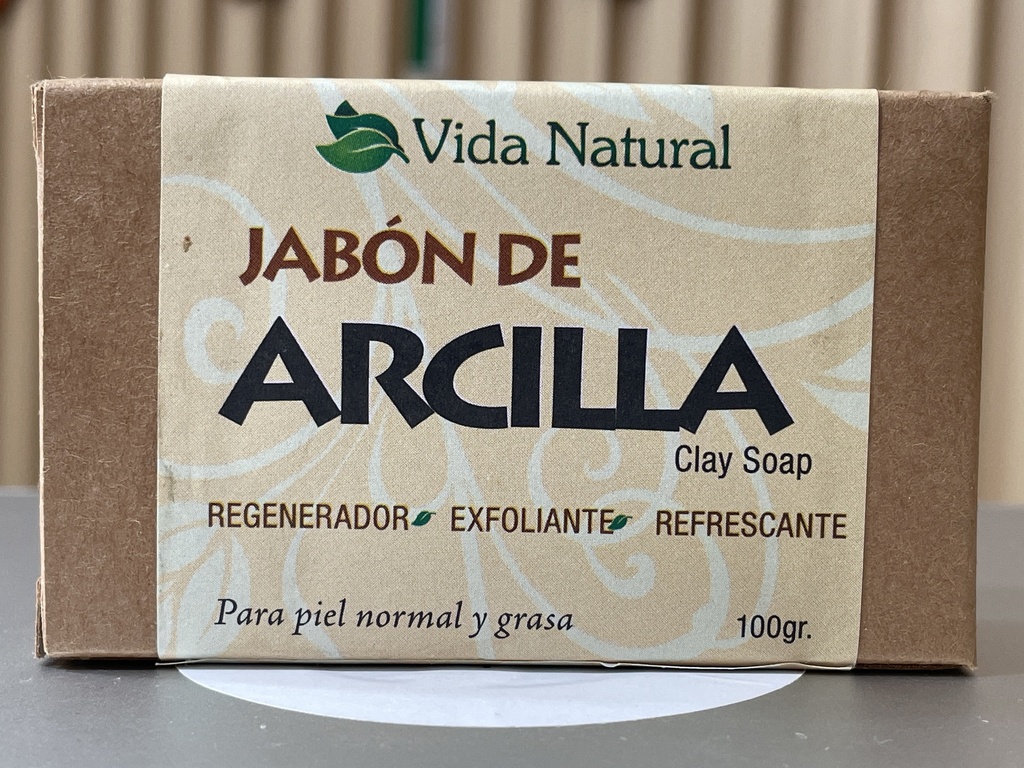 Vida Natural
JABÓN DE
ARCILLA
Clay Soap
REGENERADOR EXFOLIANTE REFRESCANTE
Para piel normal y grasa
100gr.